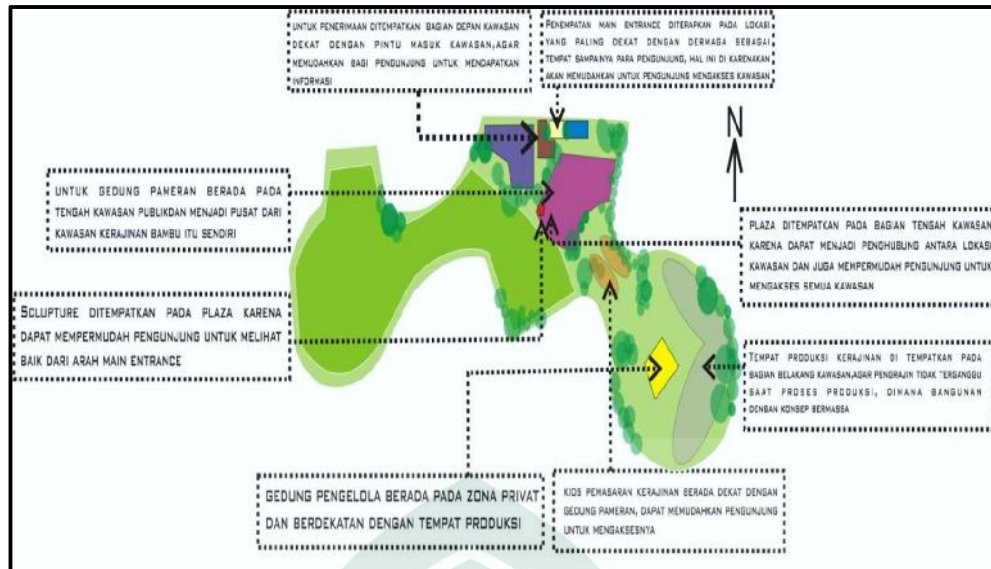 UNTUK PENERIMAAN DITEMPATKAN BAGIAN DEPAN KAWASAN
DEKAT DENGAN PINTU MASUK KAWASAN,AGAR
MEMUDAHKAN BAGI PENGUNJUNG UNTUK MENDAPATKAN
INFORMASI
PENEMPATAN MAIN ENTRANCE DITERAPKAN PADA LOKASI
YANG PALING DEKAT DENGAN DERMAGA SEBAGAI
TEMPAT SAMPAINYA PARA PENGUNJUNG, HAL INI DI KARENAKAN
AKAN MEMUDAHKAN UNTUK PENGUNJUNG MENGAKSES KAWASAN
N
UNTUK GEDUNG PAMERAN BERADA PADA
TENGAH KAWASAN PUBLIKDAN MENJADI PUSAT DARI
KAWASAN KERAJINAN BAMBU ITU SENDIRI
PLAZA DITEMPATKAN PADA BAGIAN TENGAH KAWASAN
KARENA DAPAT MENJADI PENGHUBUNG ANTARA LOKASI
KAWASAN DAN JUGA MEMPERMUDAH PENGUNJUNG UNTUK
MENGAKSES SEMUA KAWASAN
SCLUPTURE DITEMPATKAN PADA PLAZA KARENA
DAPAT MEMPERMUDAH PENGUNJUNG UNTUK MELIHAT
BAIK DARI ARAH MAIN ENTRANCE
TEMPAT PRODUKSI KERAJINAN DI TEMPATKAN PADA
BAGIAN BELAKANG KAWASAN,AGAR PENGRAJIN TIDAK TERGANGGU
SAAT PROSES PRODUKSI, DIMANA BANGUNAN
DENGAN KONSEP BERMASSA
GEDUNG PENGELOLA BERADA PADA ZONA PRIVAT
DAN BERDEKATAN DENGAN TEMPAT PRODUKSI
KIOS PEMASARAN KERAJINAN BERADA DEKAT DENGAN
GEDUNG PAMERAN, DAPAT MEMUDAHKAN PENGUNJUNG
UNTUK MENGAKSESNYA